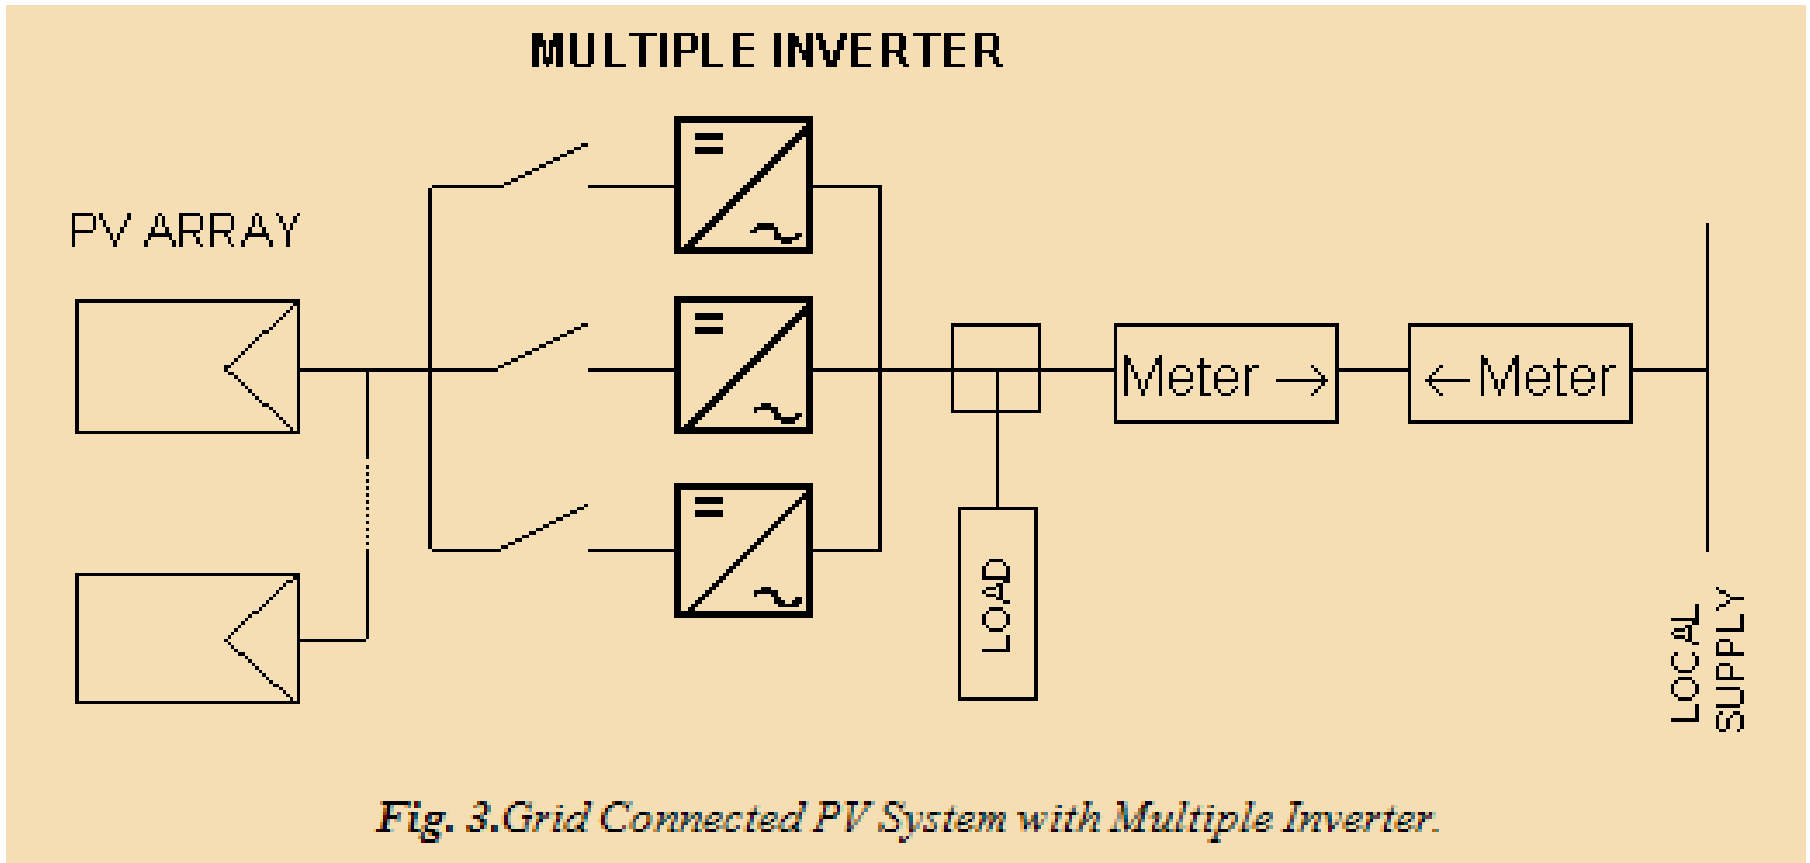 MULTIPLE INVERTER
PV ARRAY
Meter →
←Meter
LOAD
LOCAL
SUPPLY
Fig. 3.Grid Connected PV System with Multiple Inverter.